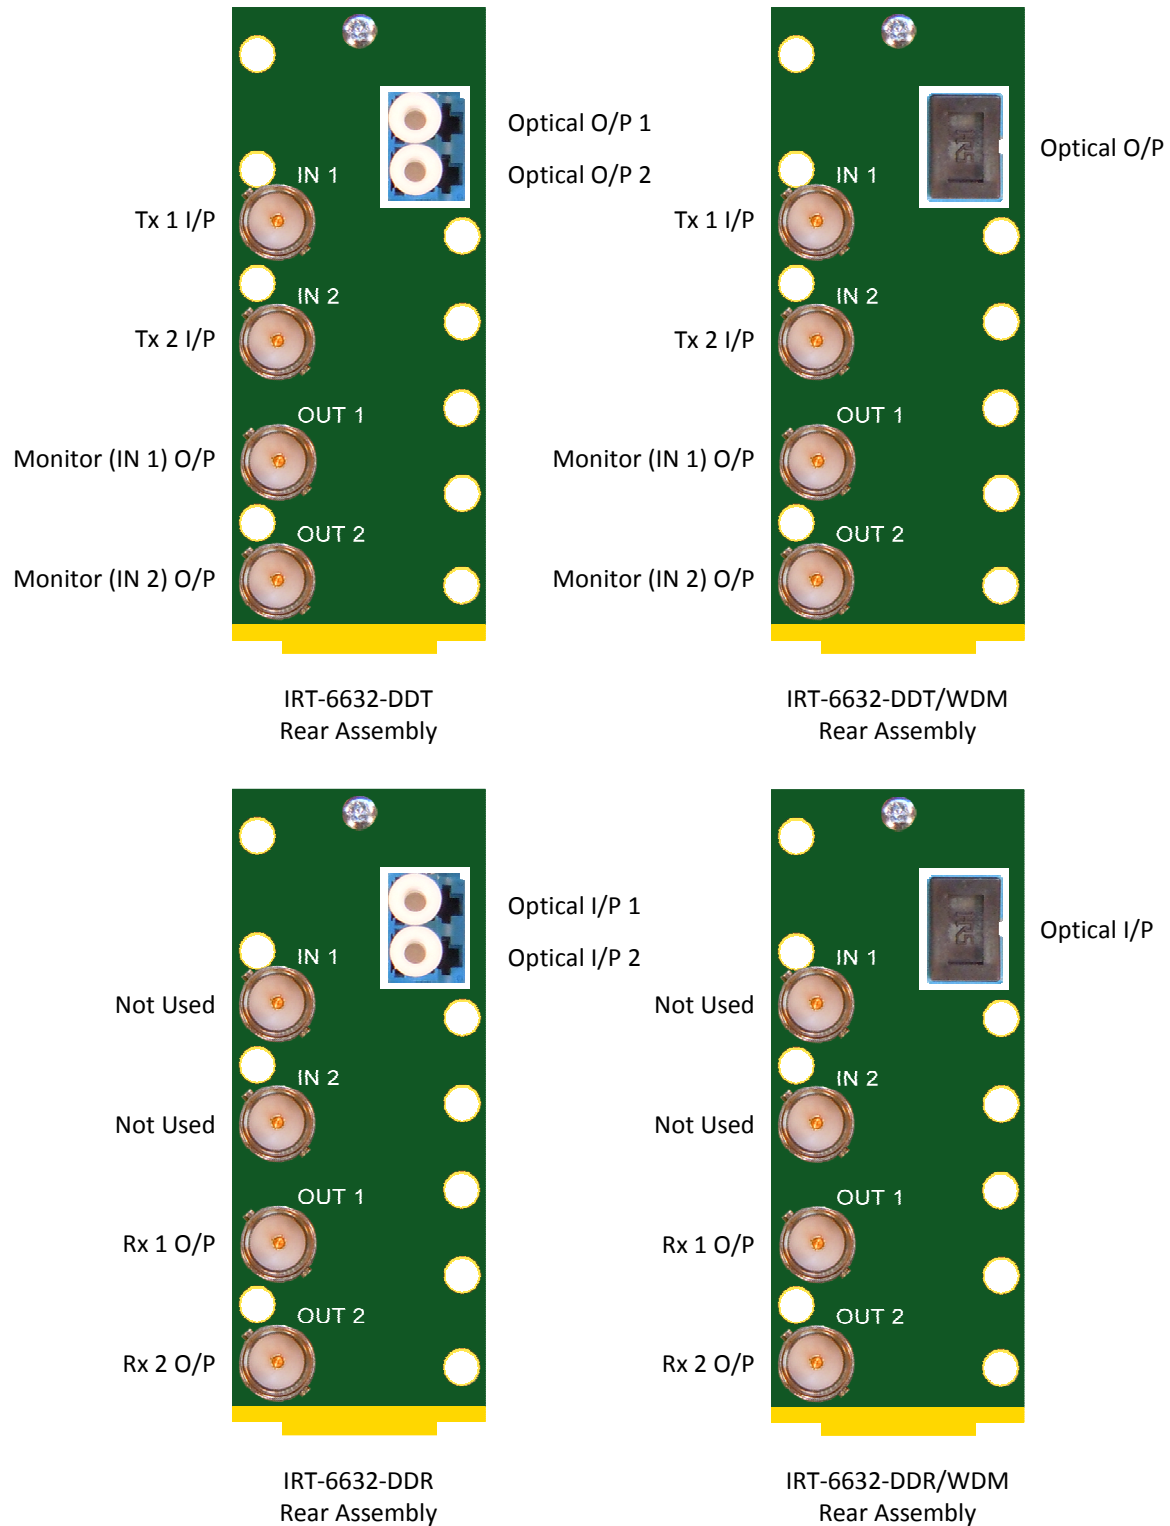 Optical O/P 1
Optical O/P 2
IN 1
Tx 1 I/P
IN 2
Tx 2 I/P
OUT 1
Monitor (IN 1) O/P
OUT 2
Monitor (IN 2) O/P
IRT-6632-DDT
Rear Assembly
HRS
Optical O/P
IN 1
Tx 1 I/P
IN 2
Tx 2 I/P
OUT 1
Monitor (IN 1) O/P
OUT 2
Monitor (IN 2) O/P
IRT-6632-DDT/WDM
Rear Assembly
Optical I/P 1
Optical I/P 2
IN 1
Not Used
IN 2
Not Used
OUT 1
Rx 1 O/P
OUT 2
Rx 2 O/P
IRT-6632-DDR
Rear Assembly
HRS
Optical I/P
IN 1
Not Used
IN 2
Not Used
OUT 1
Rx 1 O/P
OUT 2
Rx 2 O/P
IRT-6632-DDR/WDM
Rear Assembly